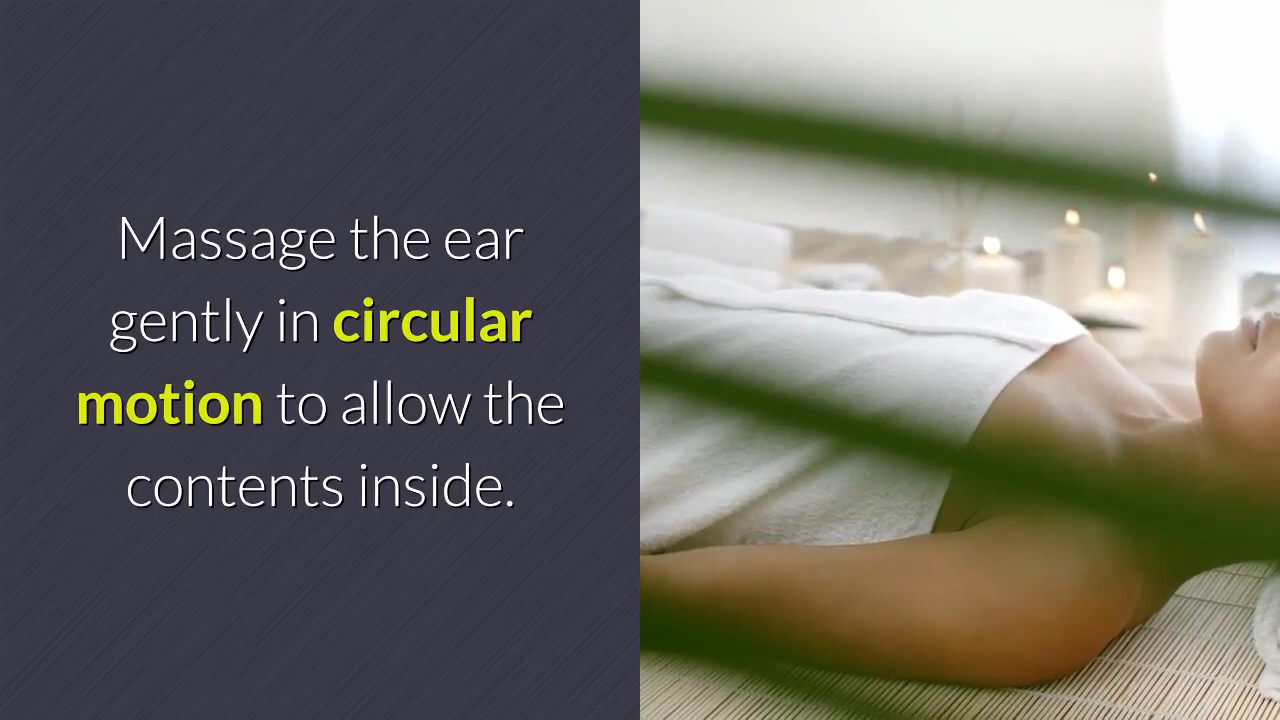 Massage the ear
gently in circular
motion to allow the
contents inside.